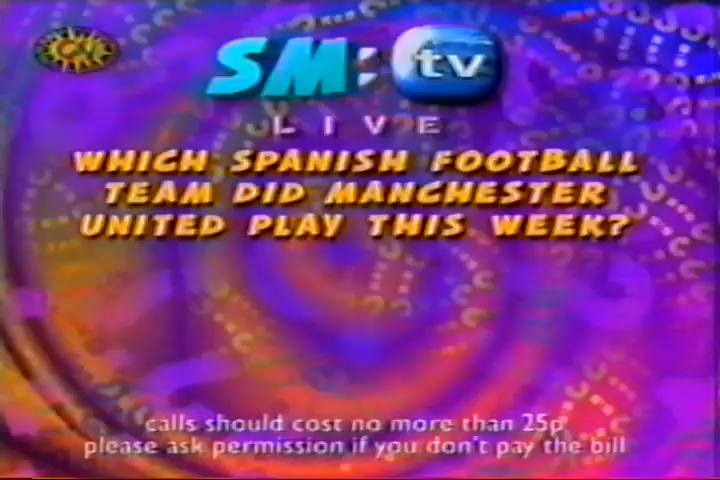 SM:tv
LIVE
WHICH SPANISH FOOTBALL
TEAM DID MANCHESTER
UNITED PLAY THIS WEEK?
calls should cost no more than 25p
please ask permission if you don't pay the bill